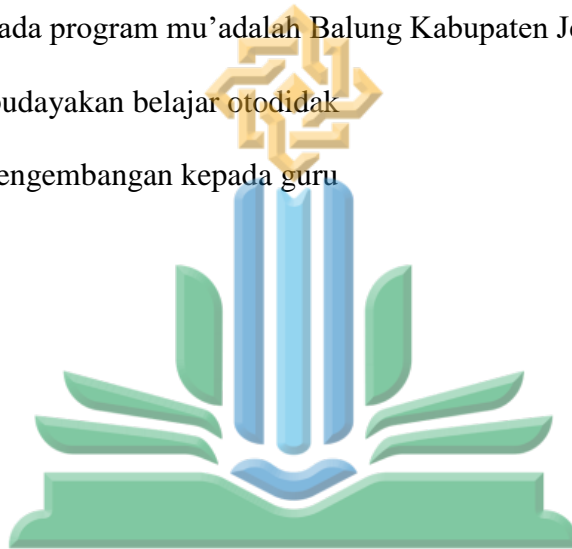 ada program mu’adalah Balung Kabupaten Je
budayakan belajar otodidak
engembangan kepada guru